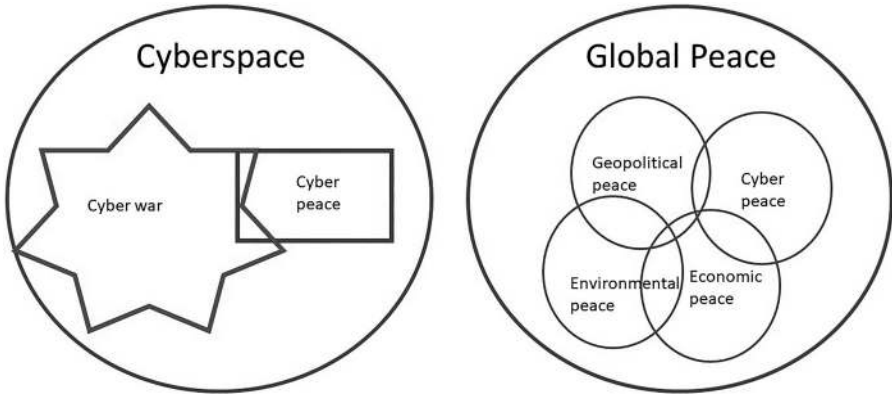 Cyberspace
Cyber war
Cyber
peace
Global Peace
Geopolitical
peace
Cyber
peace
Environmental
peace
Economic
peace